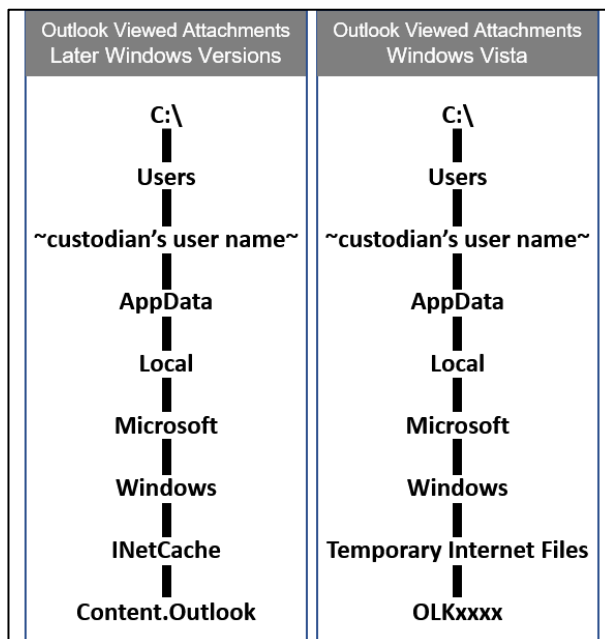 Outlook Viewed Attachments
Later Windows Versions
C:\
Users
~custodian's user name~
AppData
Local
Microsoft
Windows
INetCache
Content.Outlook
Outlook Viewed Attachments
Windows Vista
C:\
Users
~custodian's user name~
AppData
Local
Microsoft
Windows
Temporary Internet Files
OLKxxxx